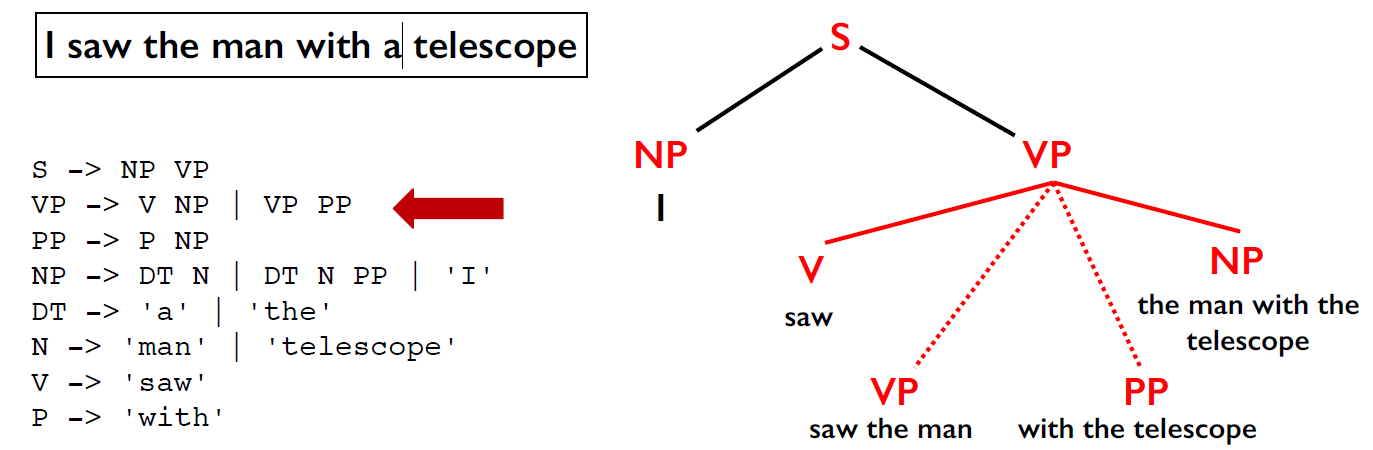 I saw the man with a telescope
S -> NP VP
VP -> V NP | VP PP
PP -> P NP
NP -> DT N | DT N PP | 'I'
DT -> 'a' | 'the'
N -> 'man' | 'telescope'
V -> 'saw'
P -> 'with'
S
NP
VP
I
V
NP
saw
the man with the
telescope
VP
PP
saw the man
with the telescope